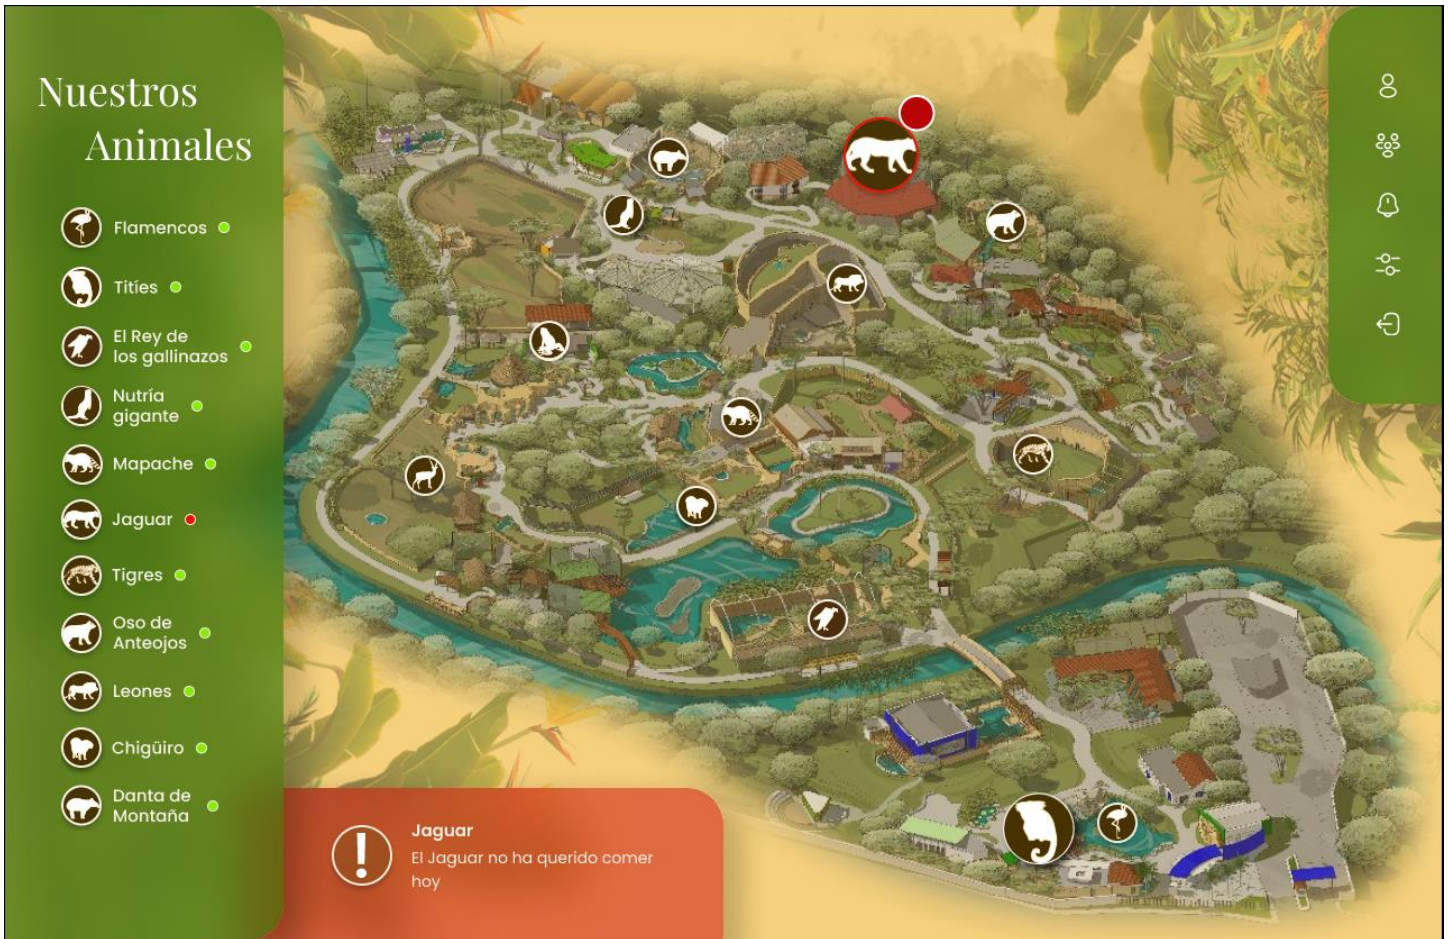 Nuestros
Animales
Flamencos
Titíes
El Rey de
los gallinazos
Nutría
gigante
Mapache
Jaguar
Tigres
Oso de
Anteojos
Leones
Chigüiro
Danta de
Montaña
Jaguar
El Jaguar no ha querido comer
hoy